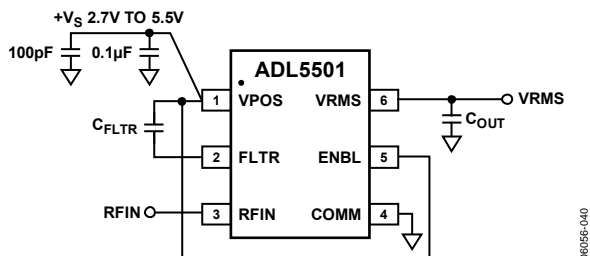 +VS 2.7V TO 5.5V
100pF
0.1µF
ADL5501
1 VPOS VRMS 6
VRMS
CFLTR
COUT
2 FLTR ENBL 5
RFIN
3 RFIN COMM 4
06056-040